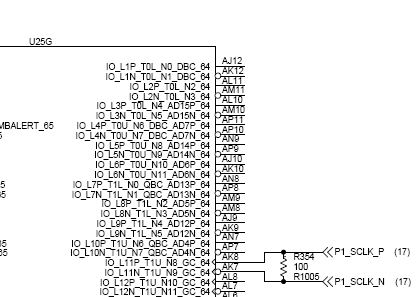 U25G
IO_L1P_T0L_N0_DBC_64 AJ12
IO_L1N_T0L_N1_DBC_64 AK12
IO_L2P_T0L_N2_64 AL11
IO_L2N_T0L_N3_64 AM11
IO_L3P_T0L_N4_AD15P_64 AL10
IO_L3N_T0L_N5_AD15N_64 AM10
MBALERT_65 IO_L4P_T0U_N6_DBC_AD7P_64 AP11
IO_L4N_T0U_N7_DBC_AD7N_64 AP10
IO_L5P_T0U_N8_AD14P_64 AN9
IO_L5N_T0U_N9_AD14N_64 AP9
IO_L6P_T0U_N10_AD6P_64 AJ10
IO_L6N_T0U_N11_AD6N_64 AK10
IO_L7P_T1L_N0_QBC_AD13P_64 AN8
IO_L7N_T1L_N1_QBC_AD13N_64 AP8
IO_L8P_T1L_N2_AD5P_64 AM9
IO_L8N_T1L_N3_AD5N_64 AM8
IO_L9P_T1L_N4_AD12P_64 AJ9
IO_L9N_T1L_N5_AD12N_64 AK9
IO_L10P_T1U_N6_QBC_AD4P_64 AN7
IO_L10N_T1U_N7_QBC_AD4N_64 AP7
IO_L11P_T1U_N8_GC_64 AK8
IO_L11N_T1U_N9_GC_64 AK7
IO_L12P_T1U_N10_GC_64 AL8
IO_L12N_T1U_N11_GC_64 AL7
P1_SCLK_P (17)
R354
100
R1005
P1_SCLK_N (17)